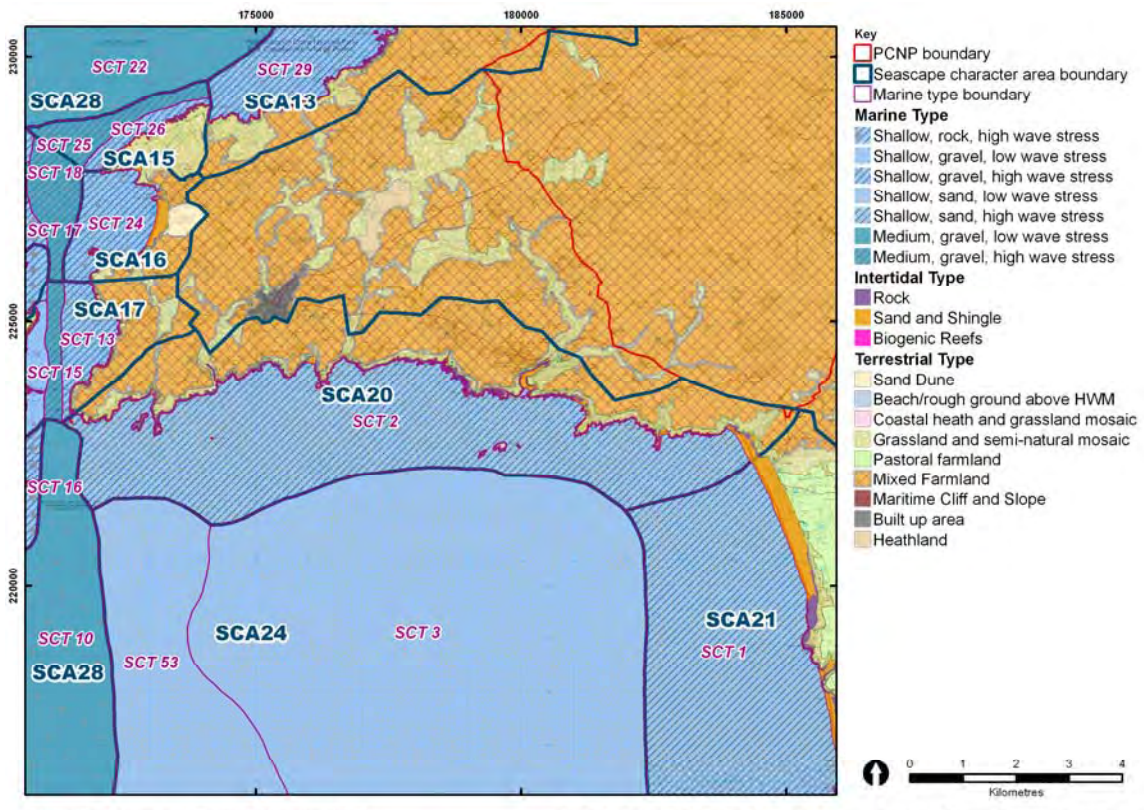 175000 180000 185000
230000
225000
220000
SCT 22
SCT 29
SCA28
SCA13
SCT 26
SCT 25
SCA15
SCT 18
SCT 24
SCT 17
SCA16
SCA17
SCT 13
SCT 15
SCA20
SCT 2
SCT 16
SCA24
SCT 3
SCA21
SCT 1
SCT 10
SCT 53
SCA28
Key
PCNP boundary
Seascape character area boundary
Marine type boundary
Marine Type
Shallow, rock, high wave stress
Shallow, gravel, low wave stress
Shallow, gravel, high wave stress
Shallow, sand, low wave stress
Shallow, sand, high wave stress
Medium, gravel, low wave stress
Medium, gravel, high wave stress
Intertidal Type
Rock
Sand and Shingle
Biogenic Reefs
Terrestrial Type
Sand Dune
Beach/rough ground above HWM
Coastal heath and grassland mosaic
Grassland and semi-natural mosaic
Pastoral farmland
Mixed Farmland
Maritime Cliff and Slope
Built up area
Heathland
0 1 2 3 4
Kilometres